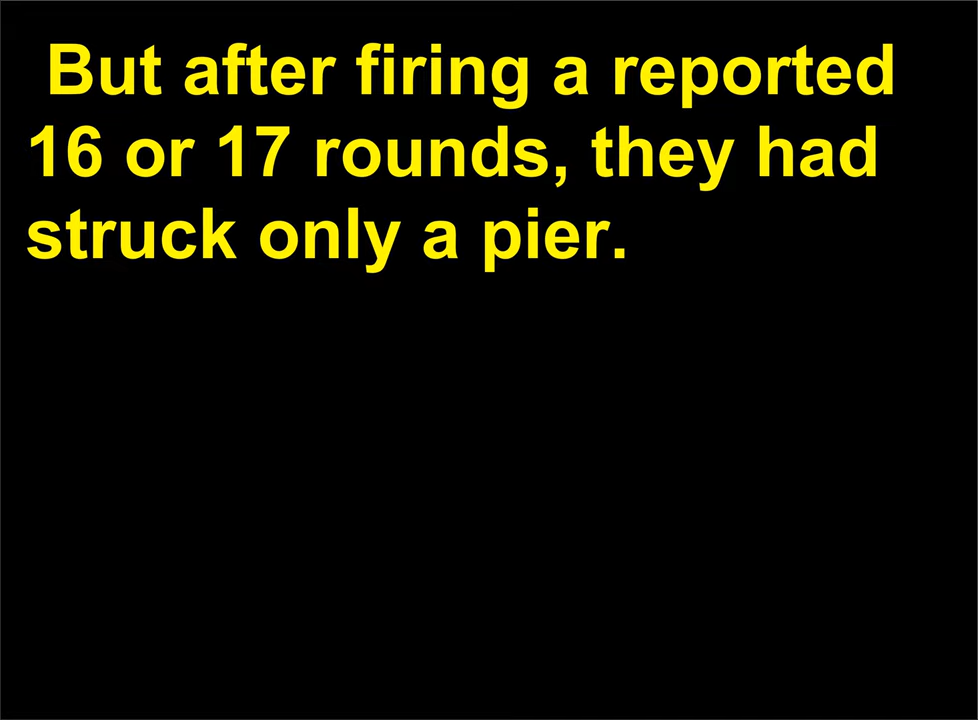 But after firing a reported
16 or 17 rounds, they had
struck only a pier.